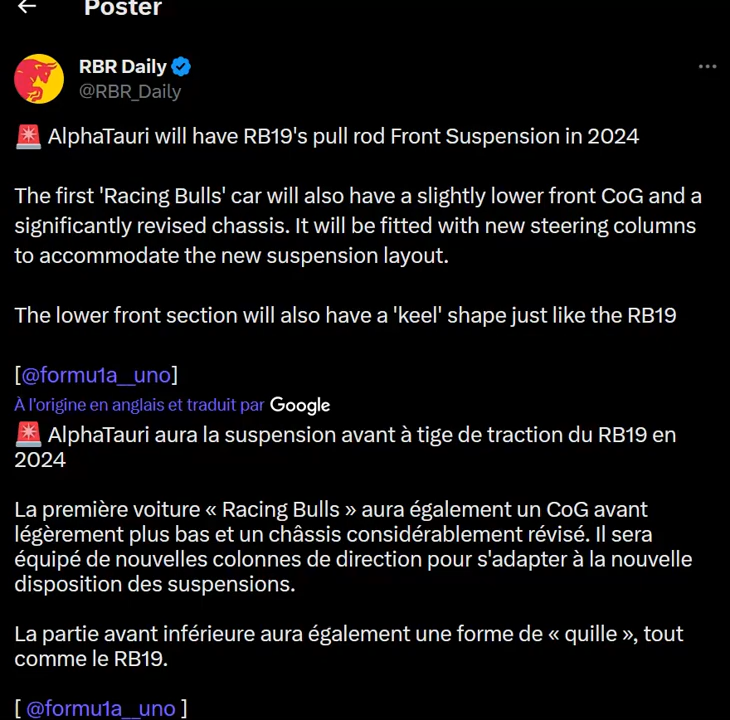 Poster
RBR Daily
@RBR_Daily
🚨 AlphaTauri will have RB19's pull rod Front Suspension in 2024
The first 'Racing Bulls' car will also have a slightly lower front CoG and a
significantly revised chassis. It will be fitted with new steering columns
to accommodate the new suspension layout.
The lower front section will also have a 'keel' shape just like the RB19
[@formu1a__uno]
À l'origine en anglais et traduit par Google
🚨 AlphaTauri aura la suspension avant à tige de traction du RB19 en
2024
La première voiture « Racing Bulls » aura également un CoG avant
légèrement plus bas et un châssis considérablement révisé. Il sera
équipé de nouvelles colonnes de direction pour s'adapter à la nouvelle
disposition des suspensions.
La partie avant inférieure aura également une forme de « quille », tout
comme le RB19.
[ @formu1a__uno ]